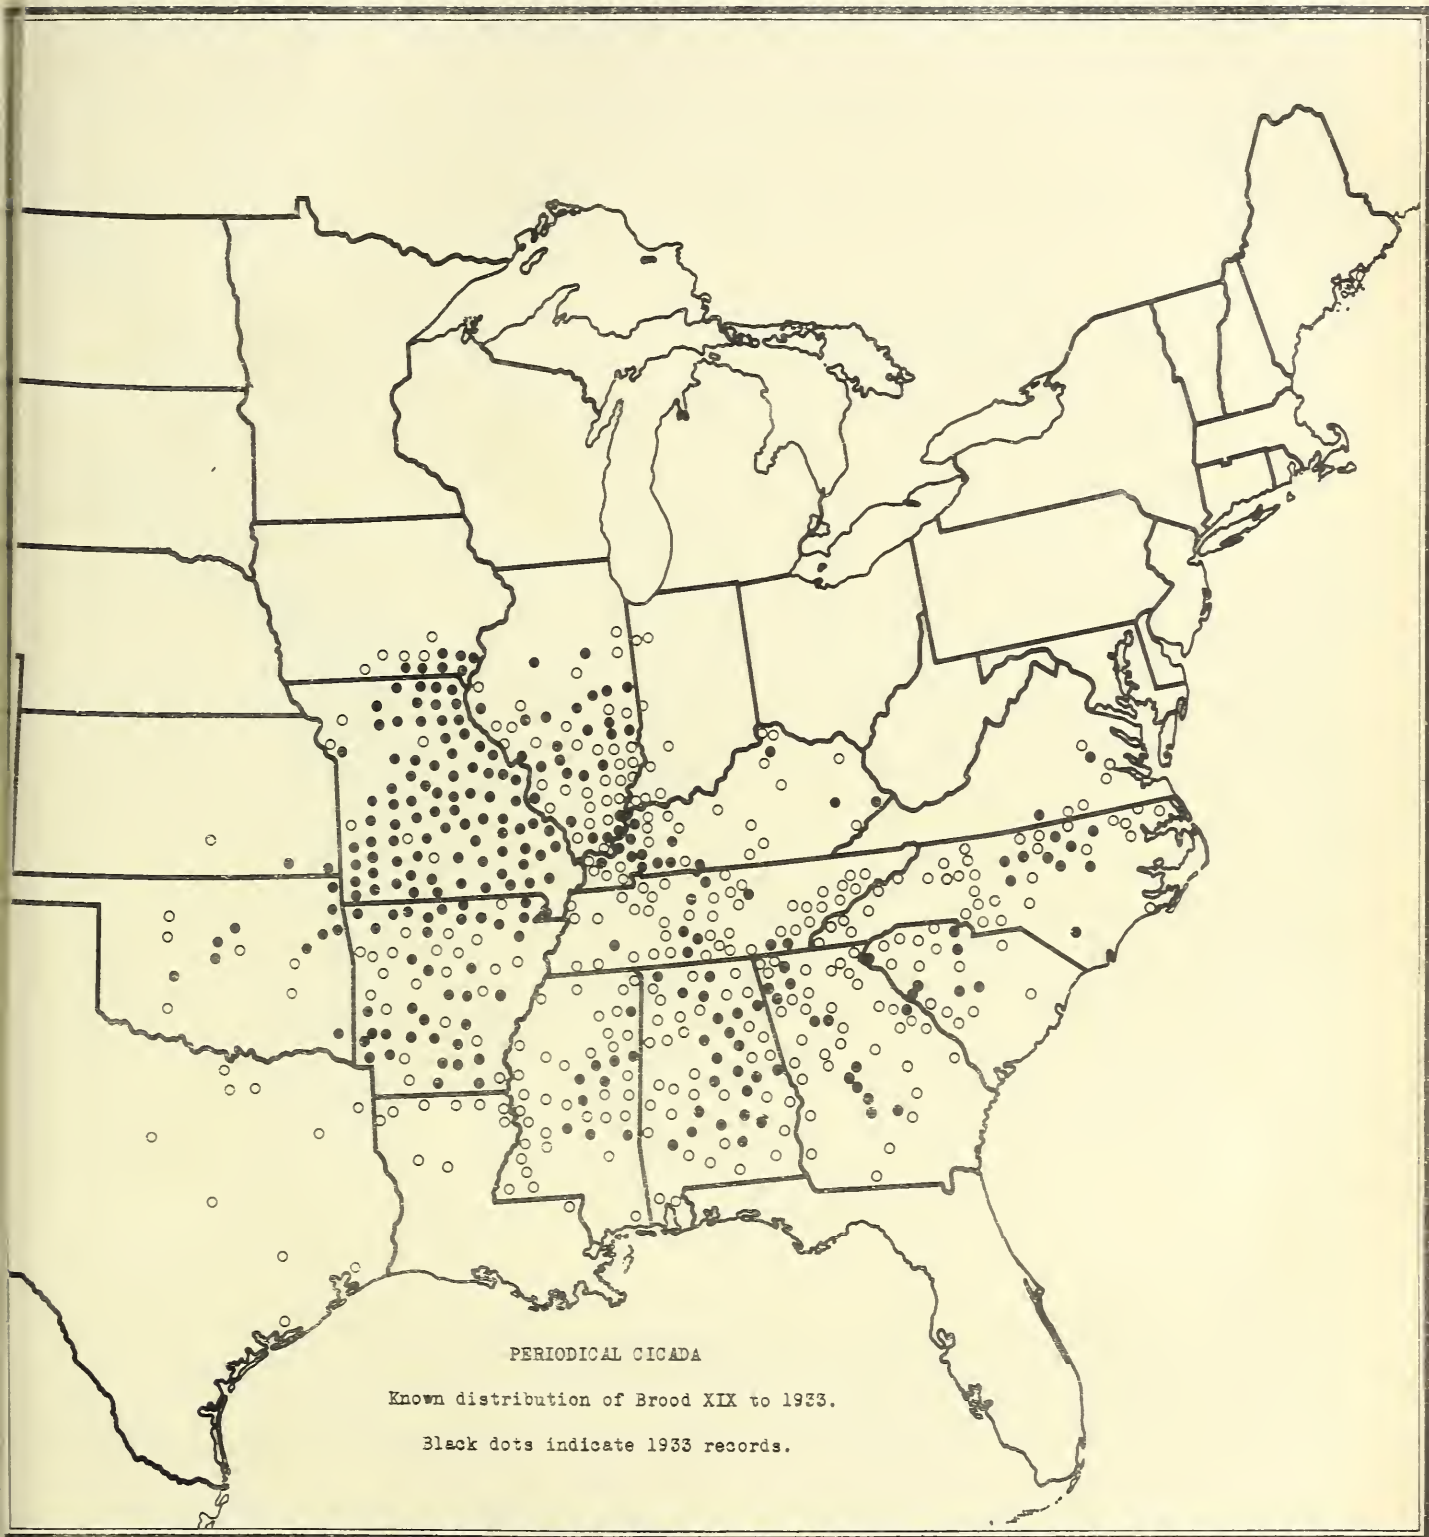 PERIODICAL CICADA
Known distribution of Brood XIX to 1933.
Black dots indicate 1933 records.